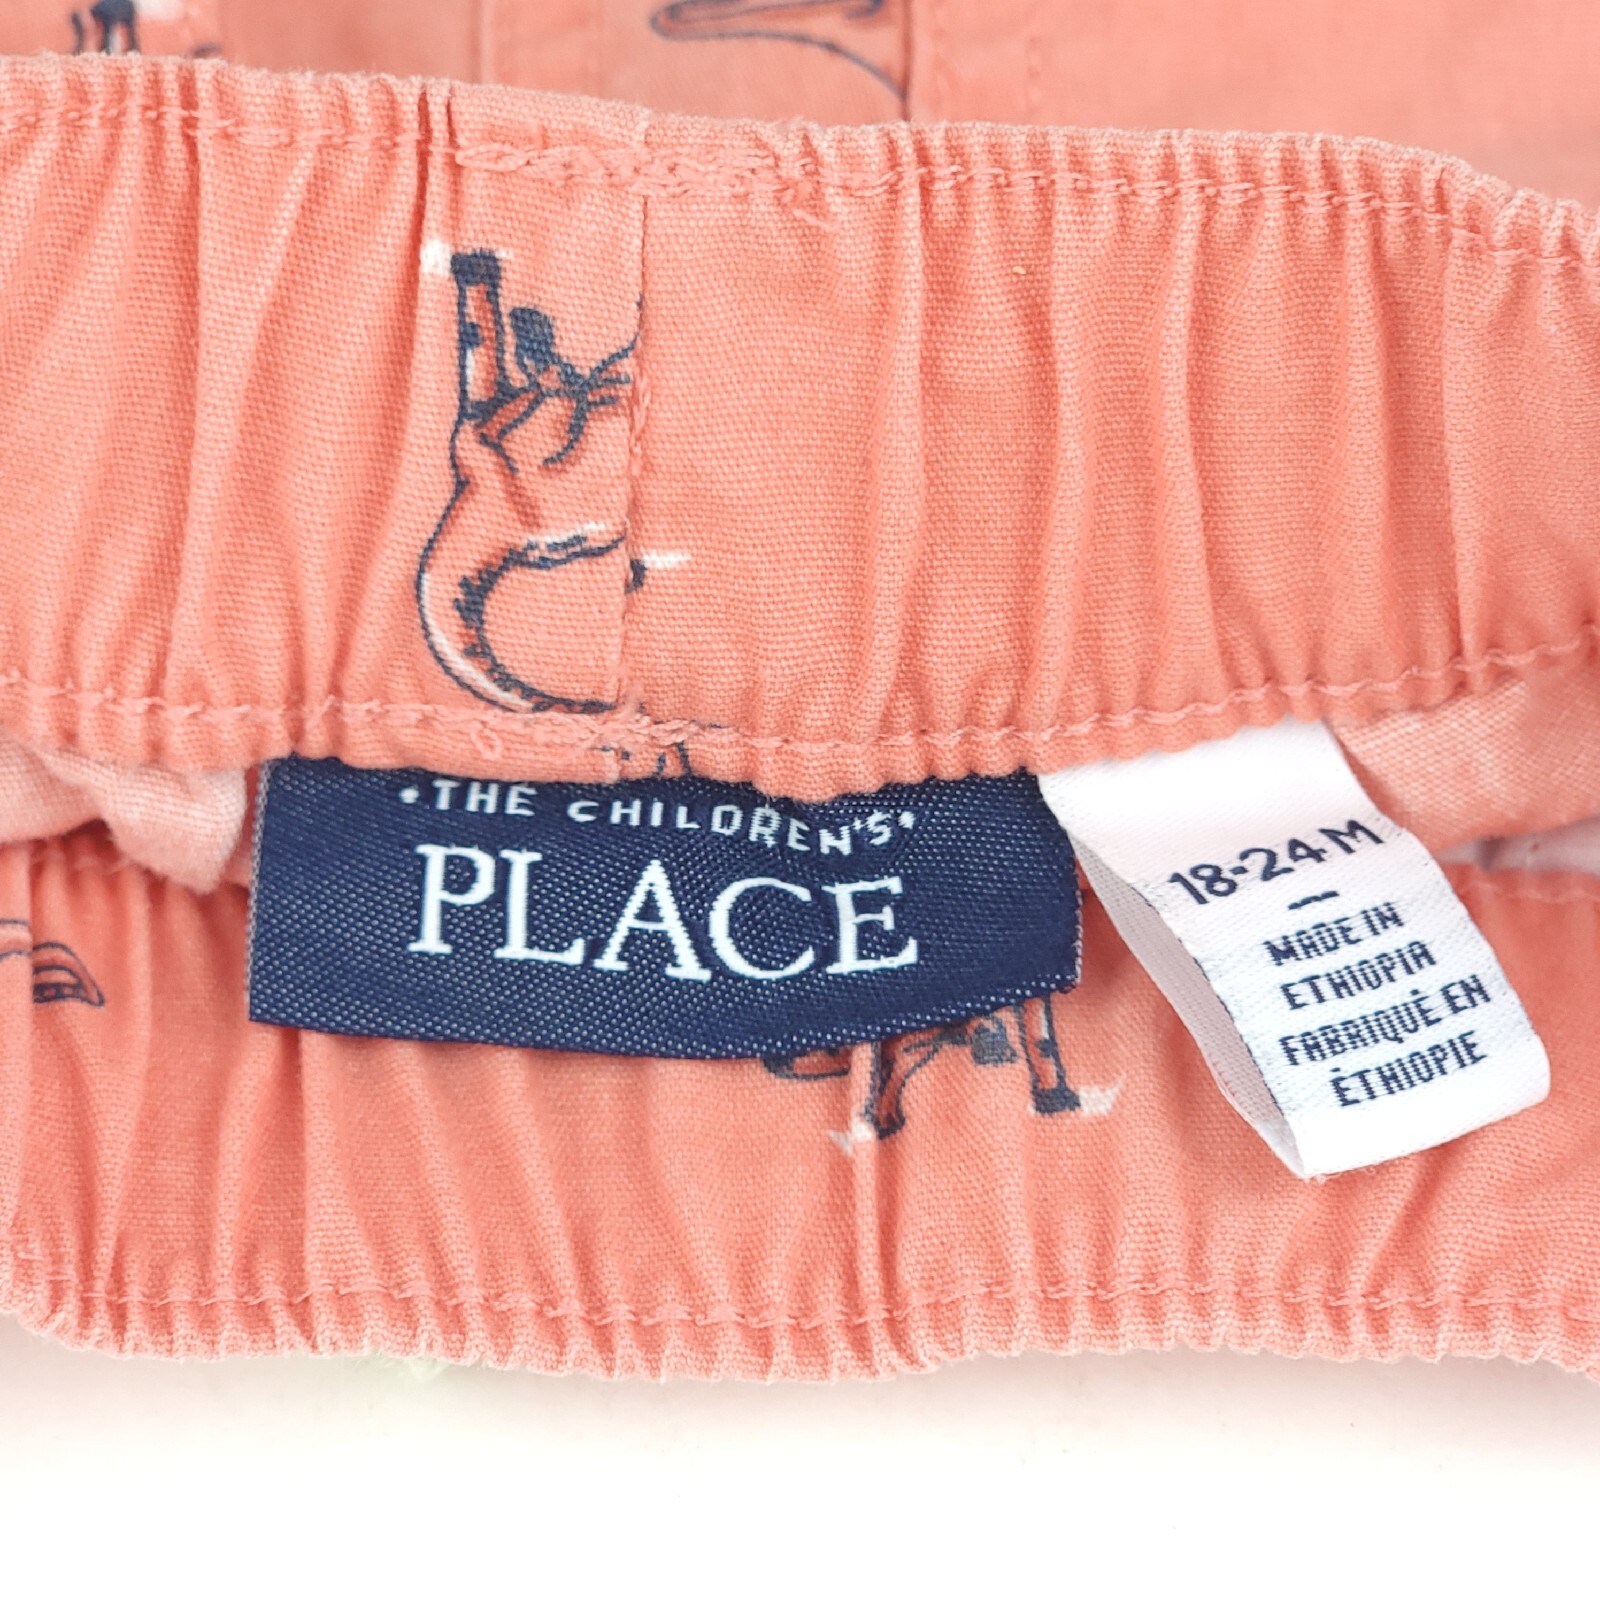 •THE CHILDREN'S•
PLACE
18-24 M
–
MADE IN
ETHIOPIA
FABRIQUÉ EN
ÉTHIOPIE